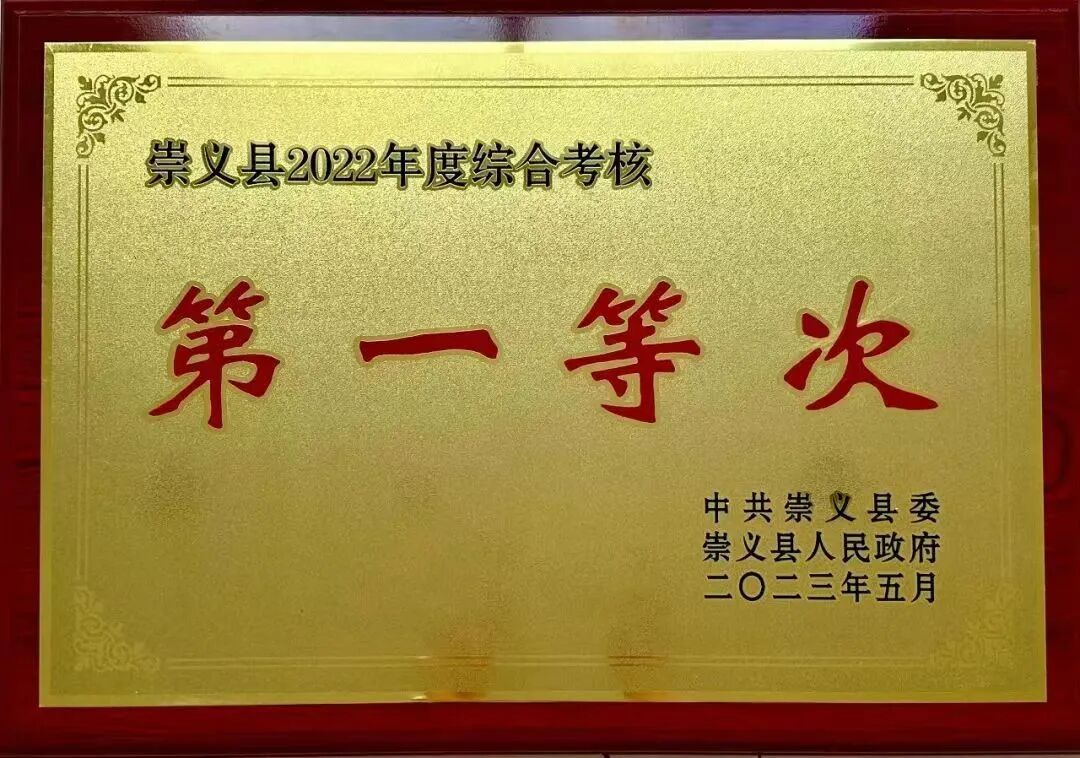 崇义县2022年度综合考核
第一等次
中共崇义县委
崇义县人民政府
二〇二三年五月